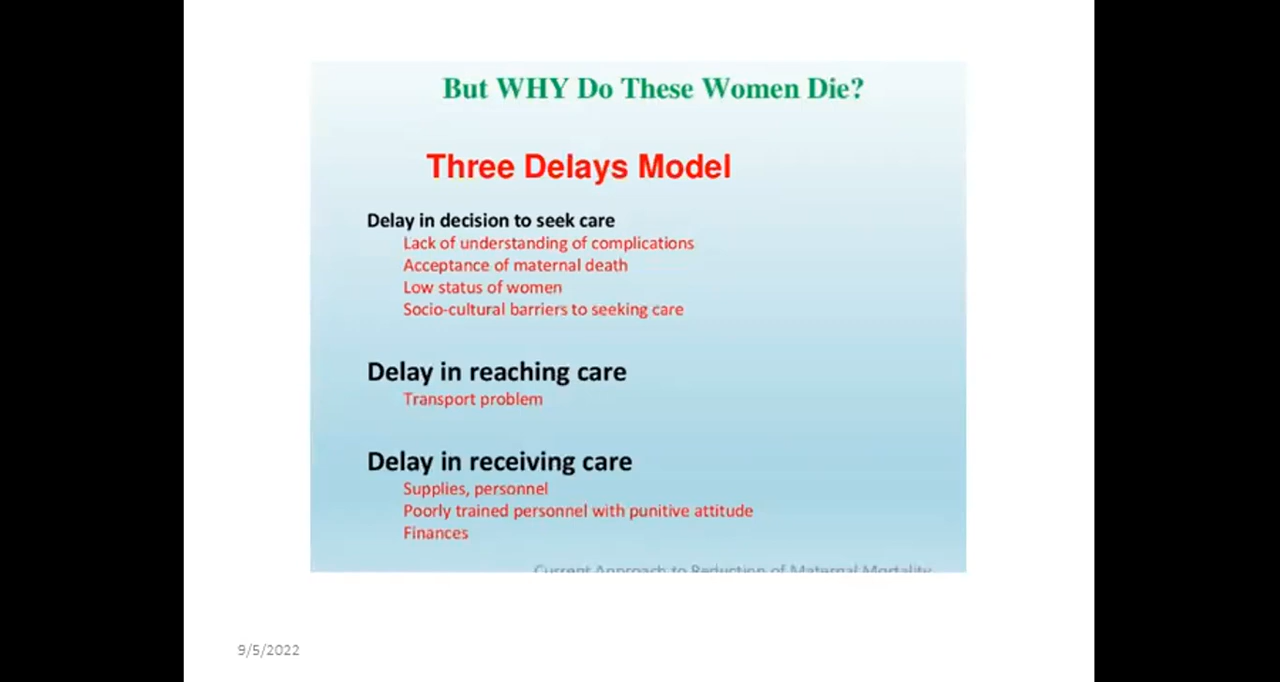 But WHY Do These Women Die?
Three Delays Model
Delay in decision to seek care
Lack of understanding of complications
Acceptance of maternal death
Low status of women
Socio-cultural barriers to seeking care
Delay in reaching care
Transport problem
Delay in receiving care
Supplies, personnel
Poorly trained personnel with punitive attitude
Finances
Current Approach to Reduction of Maternal Mortality
9/5/2022